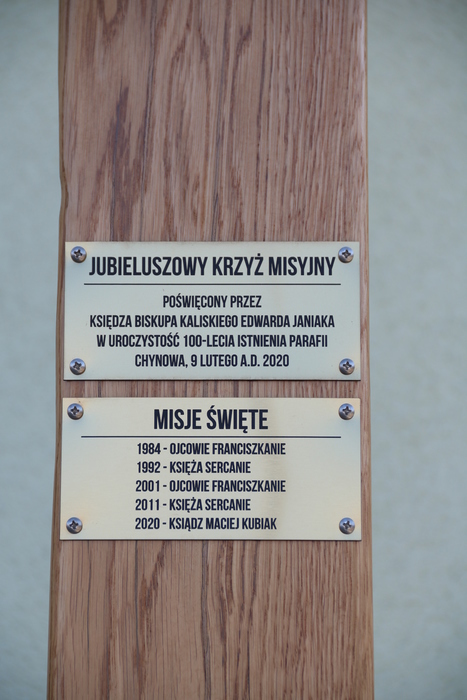 JUBIELUSZOWY KRZYŻ MISYJNY
POŚWIĘCONY PRZEZ
KSIĘDZA BISKUPA KALISKIEGO EDWARDA JANIAKA
W UROCZYSTOŚĆ 100-LECIA ISTNIENIA PARAFII
CHYNOWA, 9 LUTEGO A.D. 2020
MISJE ŚWIĘTE
1984 - OJCOWIE FRANCISZKANIE
1992 - KSIĘŻA SERCANIE
2001 - OJCOWIE FRANCISZKANIE
2011 - KSIĘŻA SERCANIE
2020 - KSIĄDZ MACIEJ KUBIAK